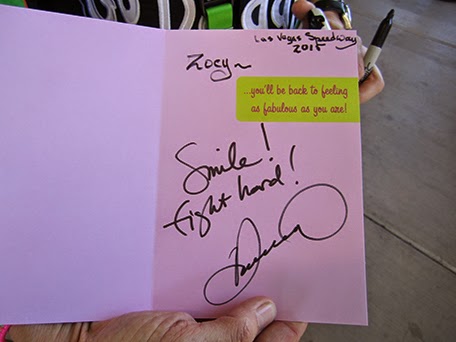 Las Vegas Speedway
2015
Zoey~
...you'll be back to feeling
as fabulous as you are!
Smile!
fight hard!